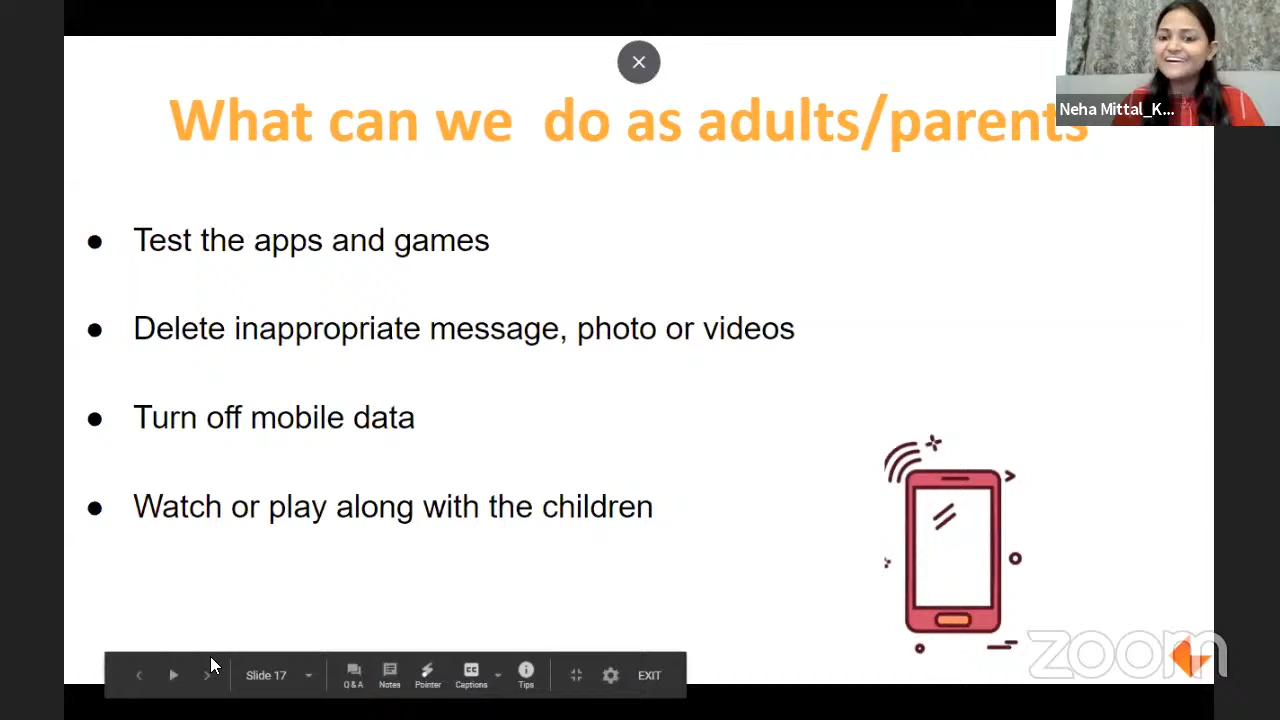 What can we do as adults/parents
Neha Mittal_K...
● Test the apps and games
● Delete inappropriate message, photo or videos
● Turn off mobile data
● Watch or play along with the children
zoom
Slide 17
Q & A
Notes
Pointer
Captions
Tips
EXIT